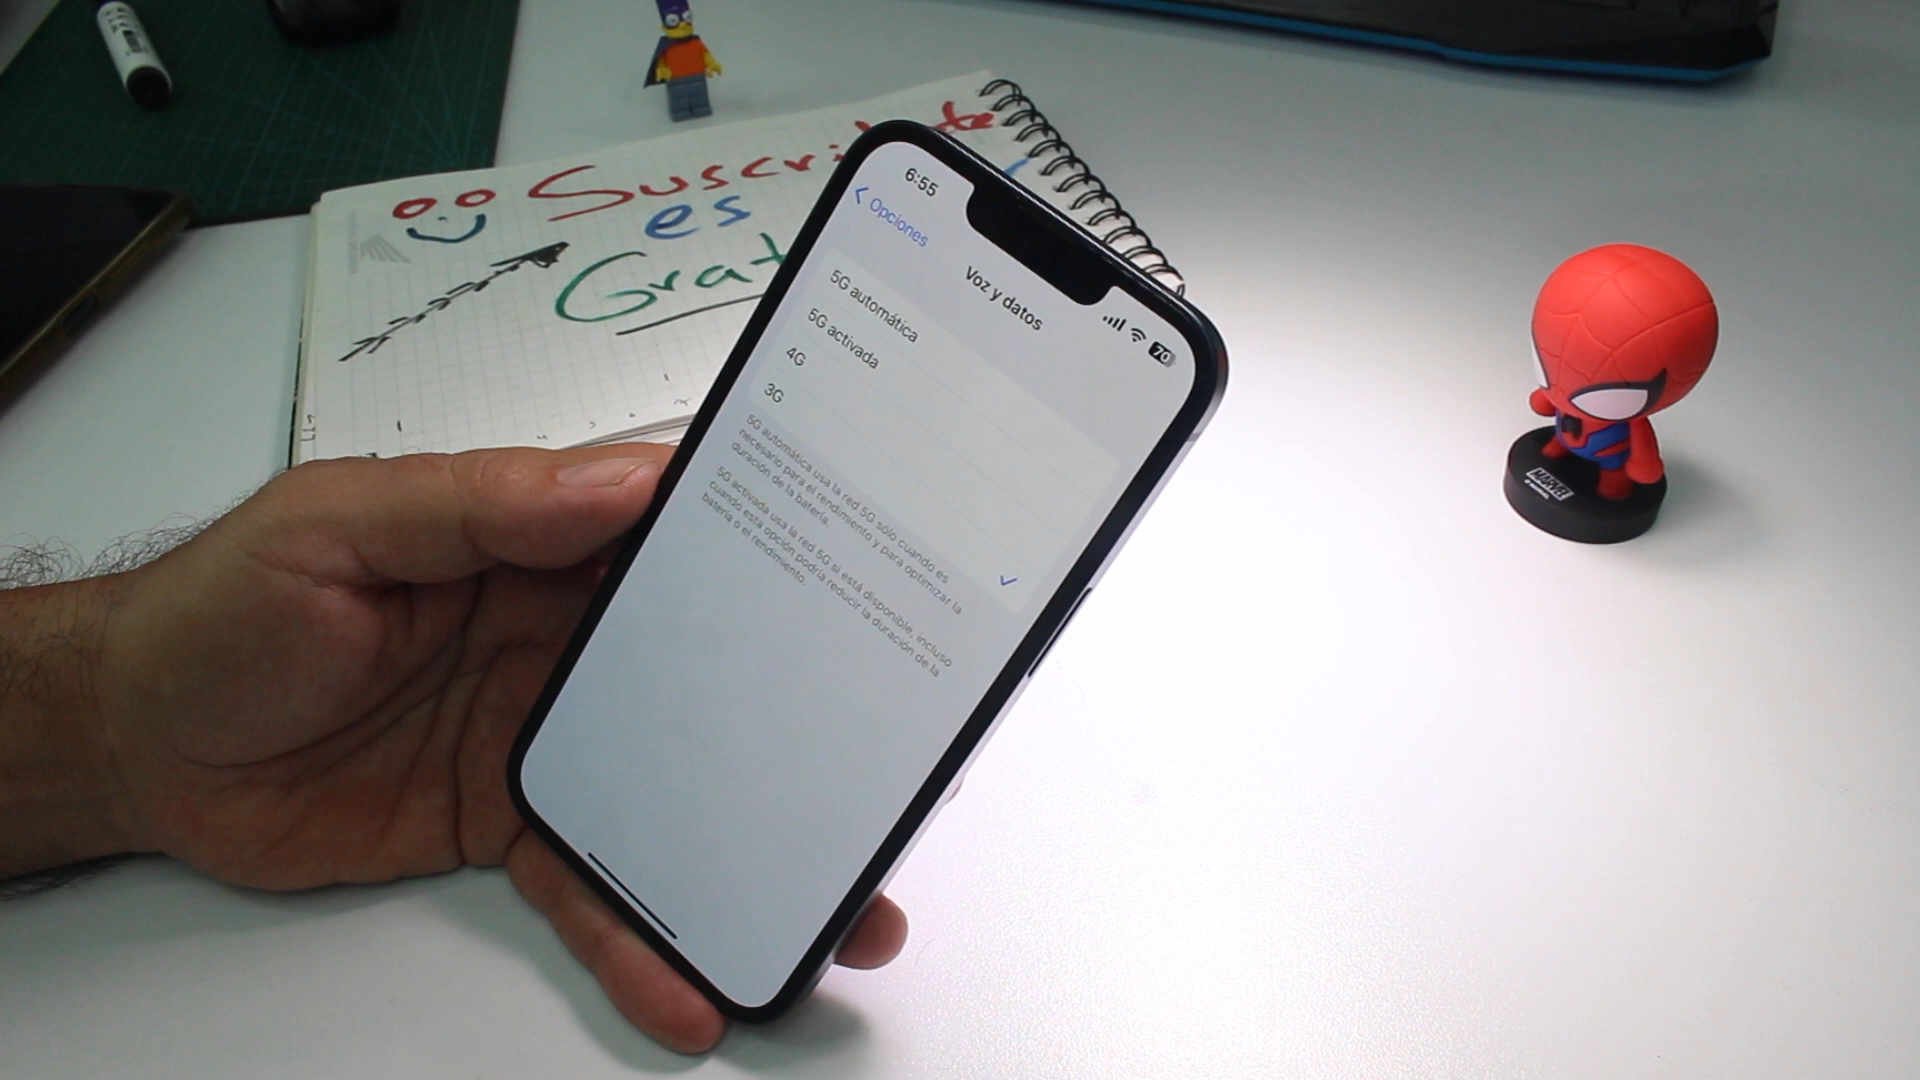 Suscri te
es
Grat
6:55
70
Opciones
Voz y datos
5G automática
5G activada
4G
3G
5G automática usa la red 5G sólo cuando es
necesario para el rendimiento y para optimizar la
duración de la batería.
5G activada usa la red 5G si está disponible, incluso
cuando esta opción podría reducir la duración de la
batería o el rendimiento.
MARVEL